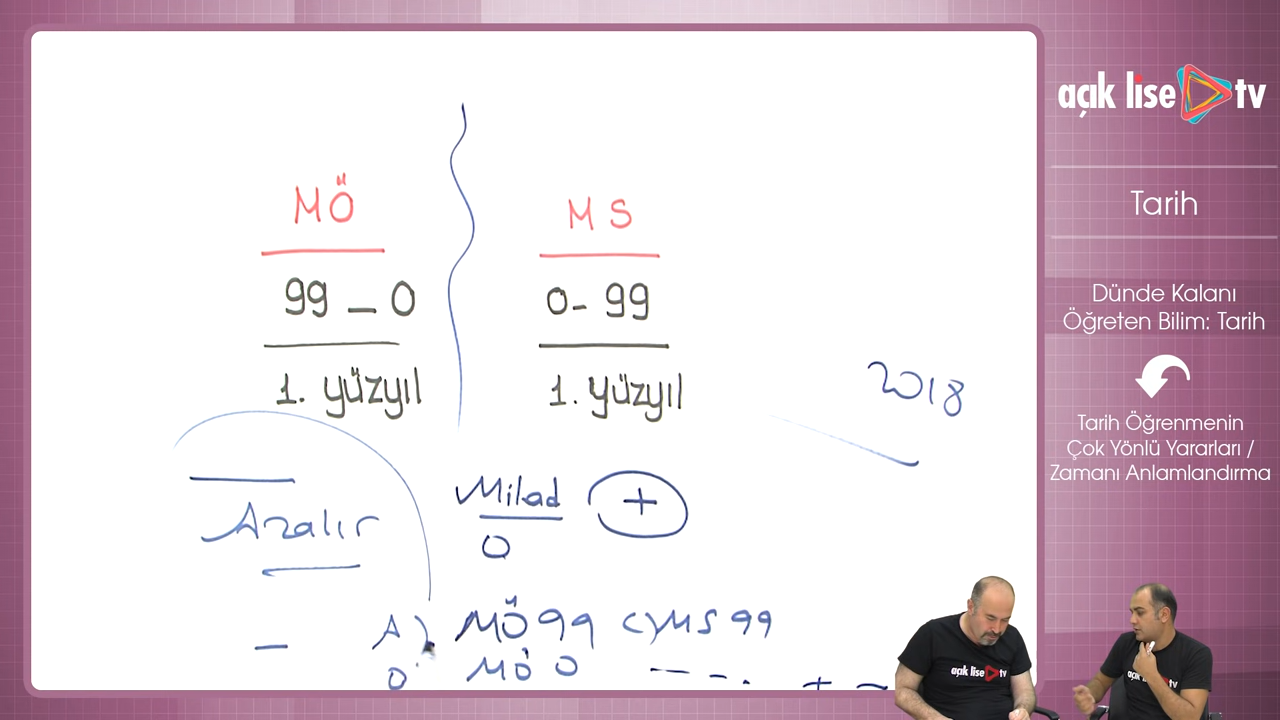 MÖ
99 - 0
1. yüzyıl
MS
0 - 99
1. yüzyıl
2018
Azalır
Milad +
0
A) MÖ 99 C) MS 99
MÖ 0
açık lise tv
Tarih
Dünde Kalanı
Öğreten Bilim: Tarih
Tarih Öğrenmenin
Çok Yönlü Yararları /
Zamanı Anlamlandırma
açık lise tv
açık lise tv